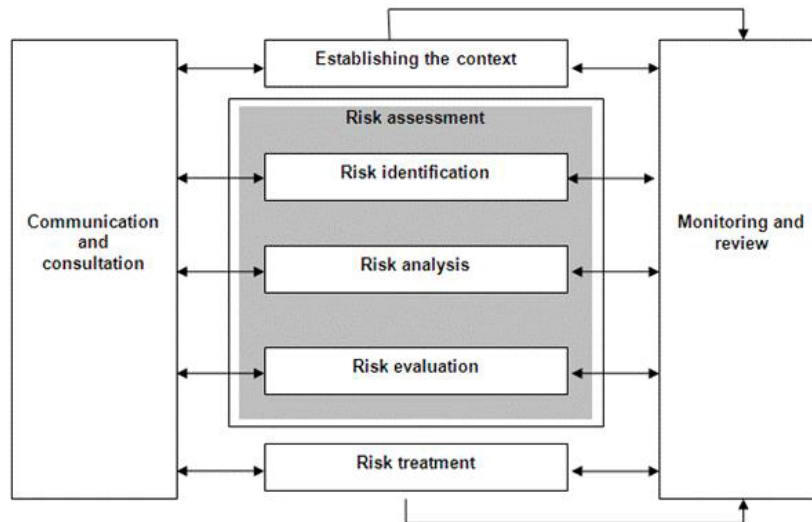 Establishing the context
Risk assessment
Risk identification
Communication
and
consultation
Monitoring and
review
Risk analysis
Risk evaluation
Risk treatment